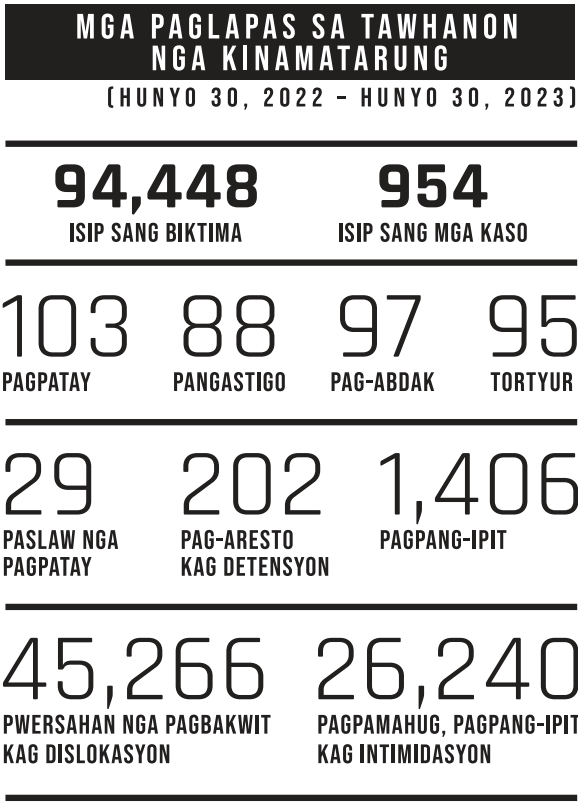 MGA PAGLAPAS SA TAWHANON
NGA KINAMATARUNG
(HUNYO 30, 2022 – HUNYO 30, 2023)
94,448
ISIP SANG BIKTIMA
954
ISIP SANG MGA KASO
103
PAGPATAY
88
PANGASTIGO
97
PAG-ABDAK
95
TORTYUR
29
PASLAW NGA
PAGPATAY
202
PAG-ARESTO
KAG DETENSYON
1,406
PAGPANG-IPIT
45,266
PWERSAHAN NGA PAGBAKWIT
KAG DISLOKASYON
26,240
PAGPAMAHUG, PAGPANG-IPIT
KAG INTIMIDASYON